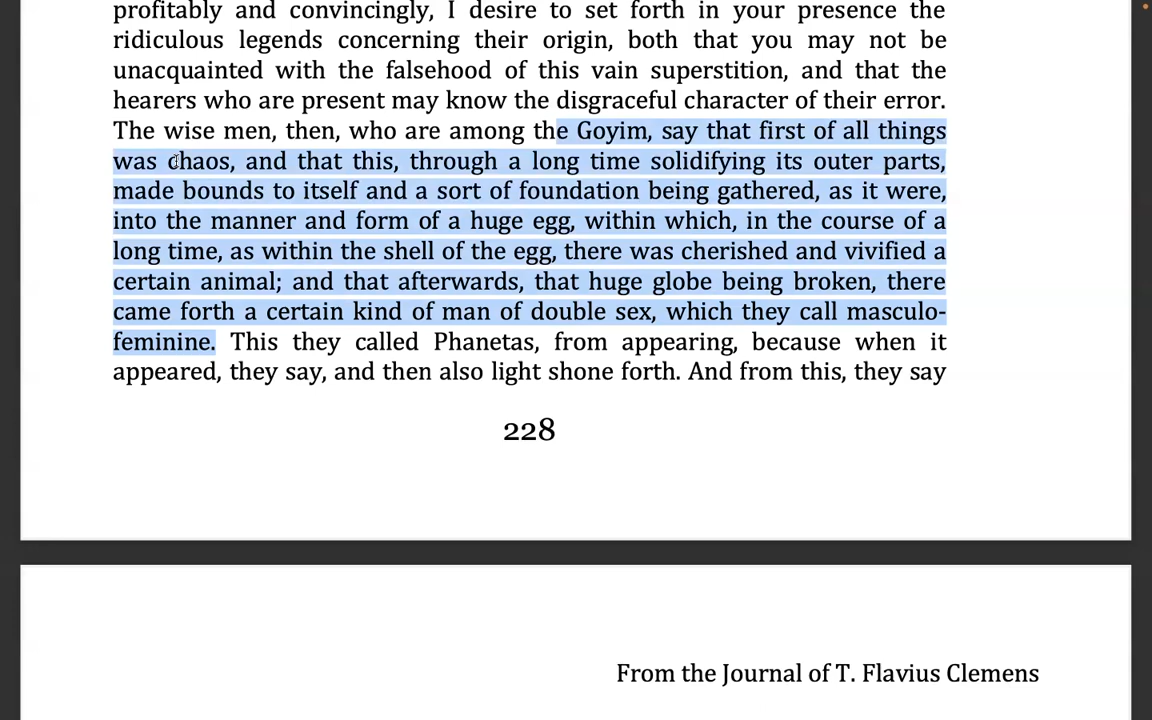 profitably and convincingly, I desire to set forth in your presence the
ridiculous legends concerning their origin, both that you may not be
unacquainted with the falsehood of this vain superstition, and that the
hearers who are present may know the disgraceful character of their error.
The wise men, then, who are among the Goyim, say that first of all things
was chaos, and that this, through a long time solidifying its outer parts,
made bounds to itself and a sort of foundation being gathered, as it were,
into the manner and form of a huge egg, within which, in the course of a
long time, as within the shell of the egg, there was cherished and vivified a
certain animal; and that afterwards, that huge globe being broken, there
came forth a certain kind of man of double sex, which they call masculo-
feminine. This they called Phanetas, from appearing, because when it
appeared, they say, and then also light shone forth. And from this, they say
228
From the Journal of T. Flavius Clemens